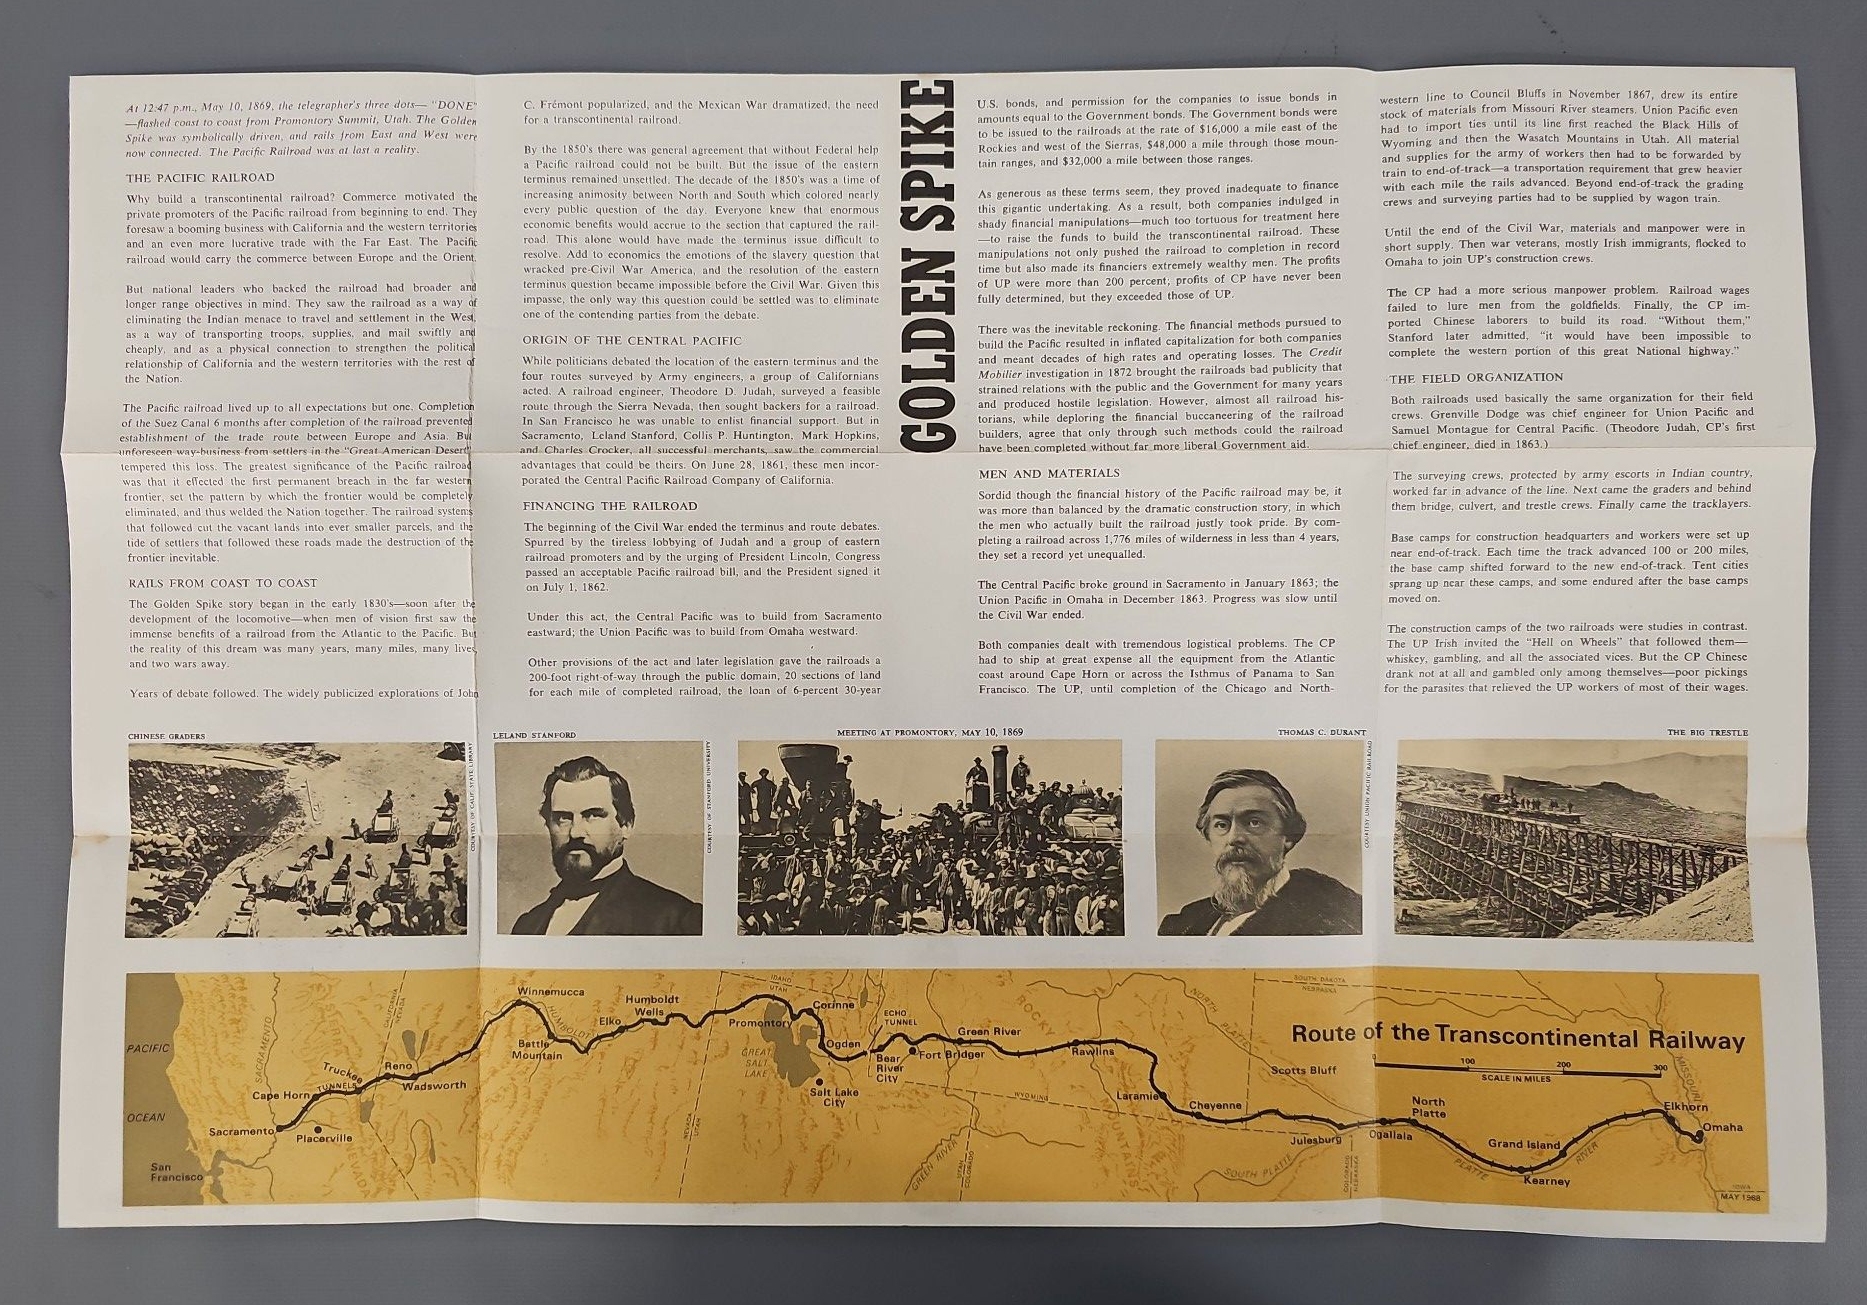 At 12:47 p.m., May 10, 1869, the telegrapher's three dots— "DONE"
—flashed coast to coast from Promontory Summit, Utah. The Golden
Spike was symbolically driven, and rails from East and West were
now connected. The Pacific Railroad was at last a reality.
THE PACIFIC RAILROAD
Why build a transcontinental railroad? Commerce motivated the
private promoters of the Pacific railroad from beginning to end. They
foresaw a booming business with California and the western territories
and an even more lucrative trade with the Far East. The Pacific
railroad would carry the commerce between Europe and the Orient.
But national leaders who backed the railroad had broader and
longer range objectives in mind. They saw the railroad as a way of
eliminating the Indian menace to travel and settlement in the West,
as a way of transporting troops, supplies, and mail swiftly and
cheaply, and as a physical connection to strengthen the political
relationship of California and the western territories with the rest of
the Nation.
The Pacific railroad lived up to all expectations but one. Completion
of the Suez Canal 6 months after completion of the railroad prevented
establishment of the trade route between Europe and Asia. But
unforeseen way-business from settlers in the "Great American Desert"
tempered this loss. The greatest significance of the Pacific railroad
was that it effected the first permanent breach in the far western
frontier, set the pattern by which the frontier would be completely
eliminated, and thus welded the Nation together. The railroad systems
that followed cut the vacant lands into ever smaller parcels, and the
tide of settlers that followed these roads made the destruction of the
frontier inevitable.
RAILS FROM COAST TO COAST
The Golden Spike story began in the early 1830's—soon after the
development of the locomotive—when men of vision first saw the
immense benefits of a railroad from the Atlantic to the Pacific. But
the reality of this dream was many years, many miles, many lives,
and two wars away.
Years of debate followed. The widely publicized explorations of John
C. Frémont popularized, and the Mexican War dramatized, the need
for a transcontinental railroad.
By the 1850's there was general agreement that without Federal help
a Pacific railroad could not be built. But the issue of the eastern
terminus remained unsettled. The decade of the 1850's was a time of
increasing animosity between North and South which colored nearly
every public question of the day. Everyone knew that enormous
economic benefits would accrue to the section that captured the rail-
road. This alone would have made the terminus issue difficult to
resolve. Add to economics the emotions of the slavery question that
wracked pre-Civil War America, and the resolution of the eastern
terminus question became impossible before the Civil War. Given this
impasse, the only way this question could be settled was to eliminate
one of the contending parties from the debate.
ORIGIN OF THE CENTRAL PACIFIC
While politicians debated the location of the eastern terminus and the
four routes surveyed by Army engineers, a group of Californians
acted. A railroad engineer, Theodore D. Judah, surveyed a feasible
route through the Sierra Nevada, then sought backers for a railroad.
In San Francisco he was unable to enlist financial support. But in
Sacramento, Leland Stanford, Collis P. Huntington, Mark Hopkins,
and Charles Crocker, all successful merchants, saw the commercial
advantages that could be theirs. On June 28, 1861, these men incor-
porated the Central Pacific Railroad Company of California.
FINANCING THE RAILROAD
The beginning of the Civil War ended the terminus and route debates.
Spurred by the tireless lobbying of Judah and a group of eastern
railroad promoters and by the urging of President Lincoln, Congress
passed an acceptable Pacific railroad bill, and the President signed it
on July 1, 1862.
Under this act, the Central Pacific was to build from Sacramento
eastward; the Union Pacific was to build from Omaha westward.
Other provisions of the act and later legislation gave the railroads a
200-foot right-of-way through the public domain, 20 sections of land
for each mile of completed railroad, the loan of 6-percent 30-year
GOLDEN SPIKE
U.S. bonds, and permission for the companies to issue bonds in
amounts equal to the Government bonds. The Government bonds were
to be issued to the railroads at the rate of $16,000 a mile east of the
Rockies and west of the Sierras, $48,000 a mile through those moun-
tain ranges, and $32,000 a mile between those ranges.
As generous as these terms seem, they proved inadequate to finance
this gigantic undertaking. As a result, both companies indulged in
shady financial manipulations—much too tortuous for treatment here
—to raise the funds to build the transcontinental railroad. These
manipulations not only pushed the railroad to completion in record
time but also made its financiers extremely wealthy men. The profits
of UP were more than 200 percent; profits of CP have never been
fully determined, but they exceeded those of UP.
There was the inevitable reckoning. The financial methods pursued to
build the Pacific resulted in inflated capitalization for both companies
and meant decades of high rates and operating losses. The Credit
Mobilier investigation in 1872 brought the railroads bad publicity that
strained relations with the public and the Government for many years
and produced hostile legislation. However, almost all railroad his-
torians, while deploring the financial buccaneering of the railroad
builders, agree that only through such methods could the railroad
have been completed without far more liberal Government aid.
MEN AND MATERIALS
Sordid though the financial history of the Pacific railroad may be, it
was more than balanced by the dramatic construction story, in which
the men who actually built the railroad justly took pride. By com-
pleting a railroad across 1,776 miles of wilderness in less than 4 years,
they set a record yet unequalled.
The Central Pacific broke ground in Sacramento in January 1863; the
Union Pacific in Omaha in December 1863. Progress was slow until
the Civil War ended.
Both companies dealt with tremendous logistical problems. The CP
had to ship at great expense all the equipment from the Atlantic
coast around Cape Horn or across the Isthmus of Panama to San
Francisco. The UP, until completion of the Chicago and North-
western line to Council Bluffs in November 1867, drew its entire
stock of materials from Missouri River steamers. Union Pacific even
had to import ties until its line first reached the Black Hills of
Wyoming and then the Wasatch Mountains in Utah. All material
and supplies for the army of workers then had to be forwarded by
train to end-of-track—a transportation requirement that grew heavier
with each mile the rails advanced. Beyond end-of-track the grading
crews and surveying parties had to be supplied by wagon train.
Until the end of the Civil War, materials and manpower were in
short supply. Then war veterans, mostly Irish immigrants, flocked to
Omaha to join UP's construction crews.
The CP had a more serious manpower problem. Railroad wages
failed to lure men from the goldfields. Finally, the CP im-
ported Chinese laborers to build its road. "Without them,"
Stanford later admitted, "it would have been impossible to
complete the western portion of this great National highway."
THE FIELD ORGANIZATION
Both railroads used basically the same organization for their field
crews. Grenville Dodge was chief engineer for Union Pacific and
Samuel Montague for Central Pacific. (Theodore Judah, CP's first
chief engineer, died in 1863.)
The surveying crews, protected by army escorts in Indian country,
worked far in advance of the line. Next came the graders and behind
them bridge, culvert, and trestle crews. Finally came the tracklayers.
Base camps for construction headquarters and workers were set up
near end-of-track. Each time the track advanced 100 or 200 miles,
the base camp shifted forward to the new end-of-track. Tent cities
sprang up near these camps, and some endured after the base camps
moved on.
The construction camps of the two railroads were studies in contrast.
The UP Irish invited the "Hell on Wheels" that followed them—
whiskey, gambling, and all the associated vices. But the CP Chinese
drank not at all and gambled only among themselves—poor pickings
for the parasites that relieved the UP workers of most of their wages.
CHINESE GRADERS
COURTESY OF CALIF. STATE LIBRARY
LELAND STANFORD
COURTESY OF STANFORD UNIVERSITY
MEETING AT PROMONTORY, MAY 10, 1869
THOMAS C. DURANT
COURTESY UNION PACIFIC RAILROAD
THE BIG TRESTLE
Route of the Transcontinental Railway
0 100 200 300
SCALE IN MILES
PACIFIC
OCEAN
San
Francisco
SACRAMENTO
Sacramento
Placerville
Cape Horn
TUNNELS
Truckee
Reno
Wadsworth
CALIFORNIA
NEVADA
NEVADA
Winnemucca
HUMBOLDT
Battle
Mountain
Elko
Humboldt
Wells
NEVADA
UTAH
IDAHO
UTAH
Promontory
Corinne
GREAT
SALT
LAKE
Ogden
Salt Lake
City
ECHO
TUNNEL
Bear
River
City
Fort Bridger
Green River
GREEN RIVER
UTAH
COLORADO
WYOMING
ROCKY
MOUNTAINS
Rawlins
Laramie
Cheyenne
NORTH
PLATTE
SOUTH DAKOTA
NEBRASKA
Scotts Bluff
SOUTH PLATTE
Julesburg
COLORADO
NEBRASKA
Ogallala
North
Platte
PLATTE
RIVER
Kearney
Grand Island
Elkhorn
Omaha
MISSOURI
IOWA
MAY 1968